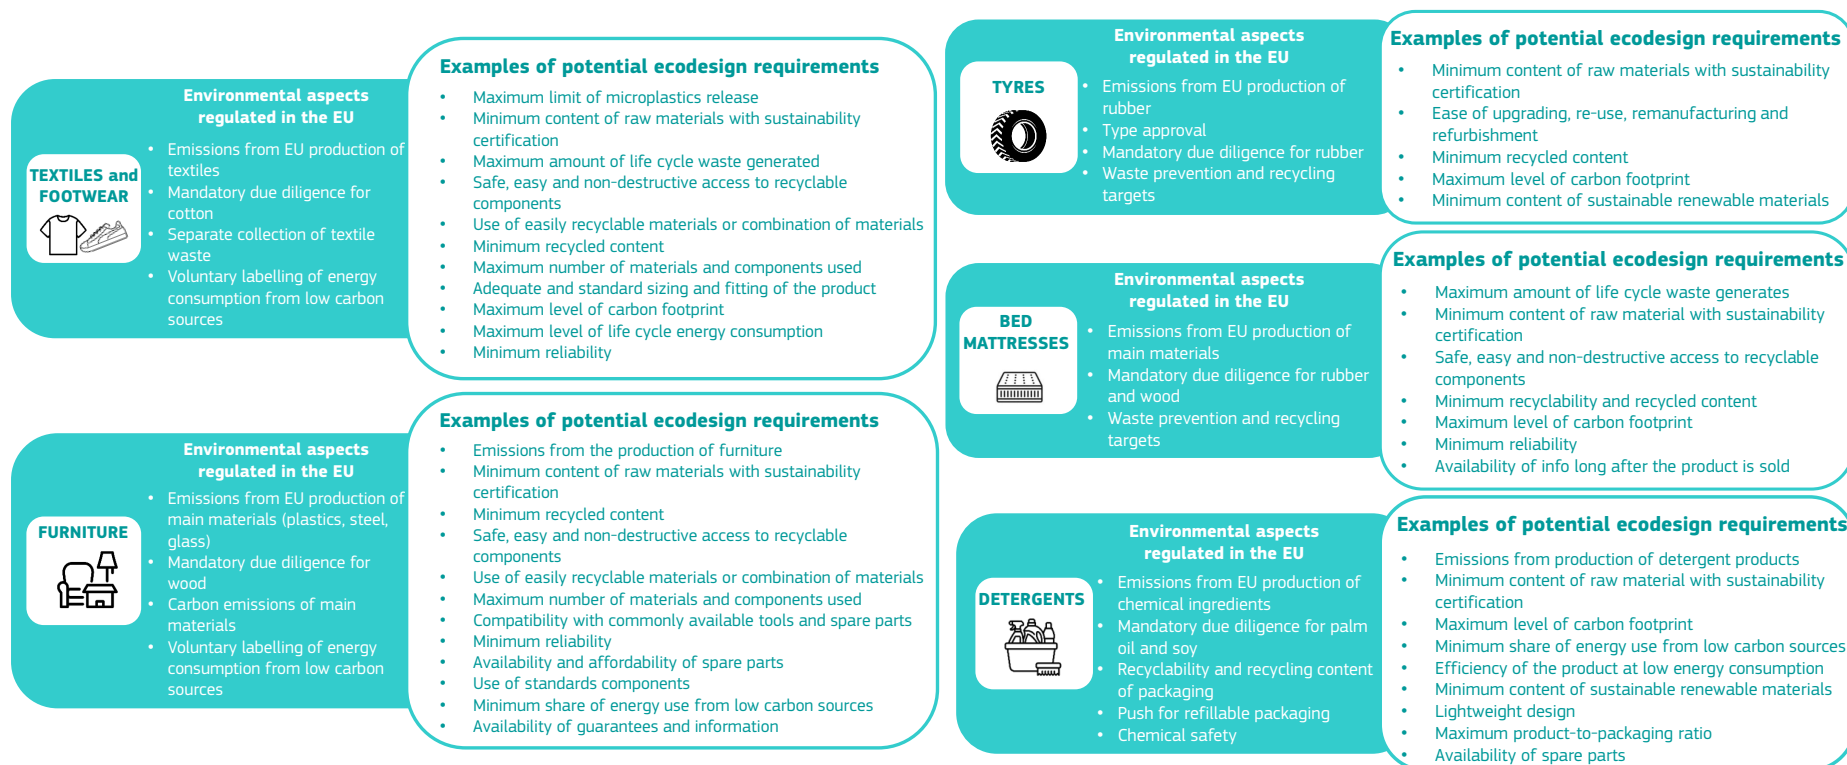 TEXTILES and
FOOTWEAR
Environmental aspects
regulated in the EU
• Emissions from EU production of
textiles
• Mandatory due diligence for
cotton
• Separate collection of textile
waste
• Voluntary labelling of energy
consumption from low carbon
sources
Examples of potential ecodesign requirements
• Maximum limit of microplastics release
• Minimum content of raw materials with sustainability
certification
• Maximum amount of life cycle waste generated
• Safe, easy and non-destructive access to recyclable
components
• Use of easily recyclable materials or combination of materials
• Minimum recycled content
• Maximum number of materials and components used
• Adequate and standard sizing and fitting of the product
• Maximum level of carbon footprint
• Maximum level of life cycle energy consumption
• Minimum reliability
FURNITURE
Environmental aspects
regulated in the EU
• Emissions from EU production of
main materials (plastics, steel,
glass)
• Mandatory due diligence for
wood
• Carbon emissions of main
materials
• Voluntary labelling of energy
consumption from low carbon
sources
Examples of potential ecodesign requirements
• Emissions from the production of furniture
• Minimum content of raw materials with sustainability
certification
• Minimum recycled content
• Safe, easy and non-destructive access to recyclable
components
• Use of easily recyclable materials or combination of materials
• Maximum number of materials and components used
• Compatibility with commonly available tools and spare parts
• Minimum reliability
• Availability and affordability of spare parts
• Use of standards components
• Minimum share of energy use from low carbon sources
• Availability of guarantees and information
TYRES
Environmental aspects
regulated in the EU
• Emissions from EU production of
rubber
• Type approval
• Mandatory due diligence for rubber
• Waste prevention and recycling
targets
Examples of potential ecodesign requirements
• Minimum content of raw materials with sustainability
certification
• Ease of upgrading, re-use, remanufacturing and
refurbishment
• Minimum recycled content
• Maximum level of carbon footprint
• Minimum content of sustainable renewable materials
BED
MATTRESSES
Environmental aspects
regulated in the EU
• Emissions from EU production of
main materials
• Mandatory due diligence for rubber
and wood
• Waste prevention and recycling
targets
Examples of potential ecodesign requirements
• Maximum amount of life cycle waste generates
• Minimum content of raw material with sustainability
certification
• Safe, easy and non-destructive access to recyclable
components
• Minimum recyclability and recycled content
• Maximum level of carbon footprint
• Minimum reliability
• Availability of info long after the product is sold
DETERGENTS
Environmental aspects
regulated in the EU
• Emissions from EU production of
chemical ingredients
• Mandatory due diligence for palm
oil and soy
• Recyclability and recycling content
of packaging
• Push for refillable packaging
• Chemical safety
Examples of potential ecodesign requirements
• Emissions from production of detergent products
• Minimum content of raw material with sustainability
certification
• Maximum level of carbon footprint
• Minimum share of energy use from low carbon sources
• Efficiency of the product at low energy consumption
• Minimum content of sustainable renewable materials
• Lightweight design
• Maximum product-to-packaging ratio
• Availability of spare parts